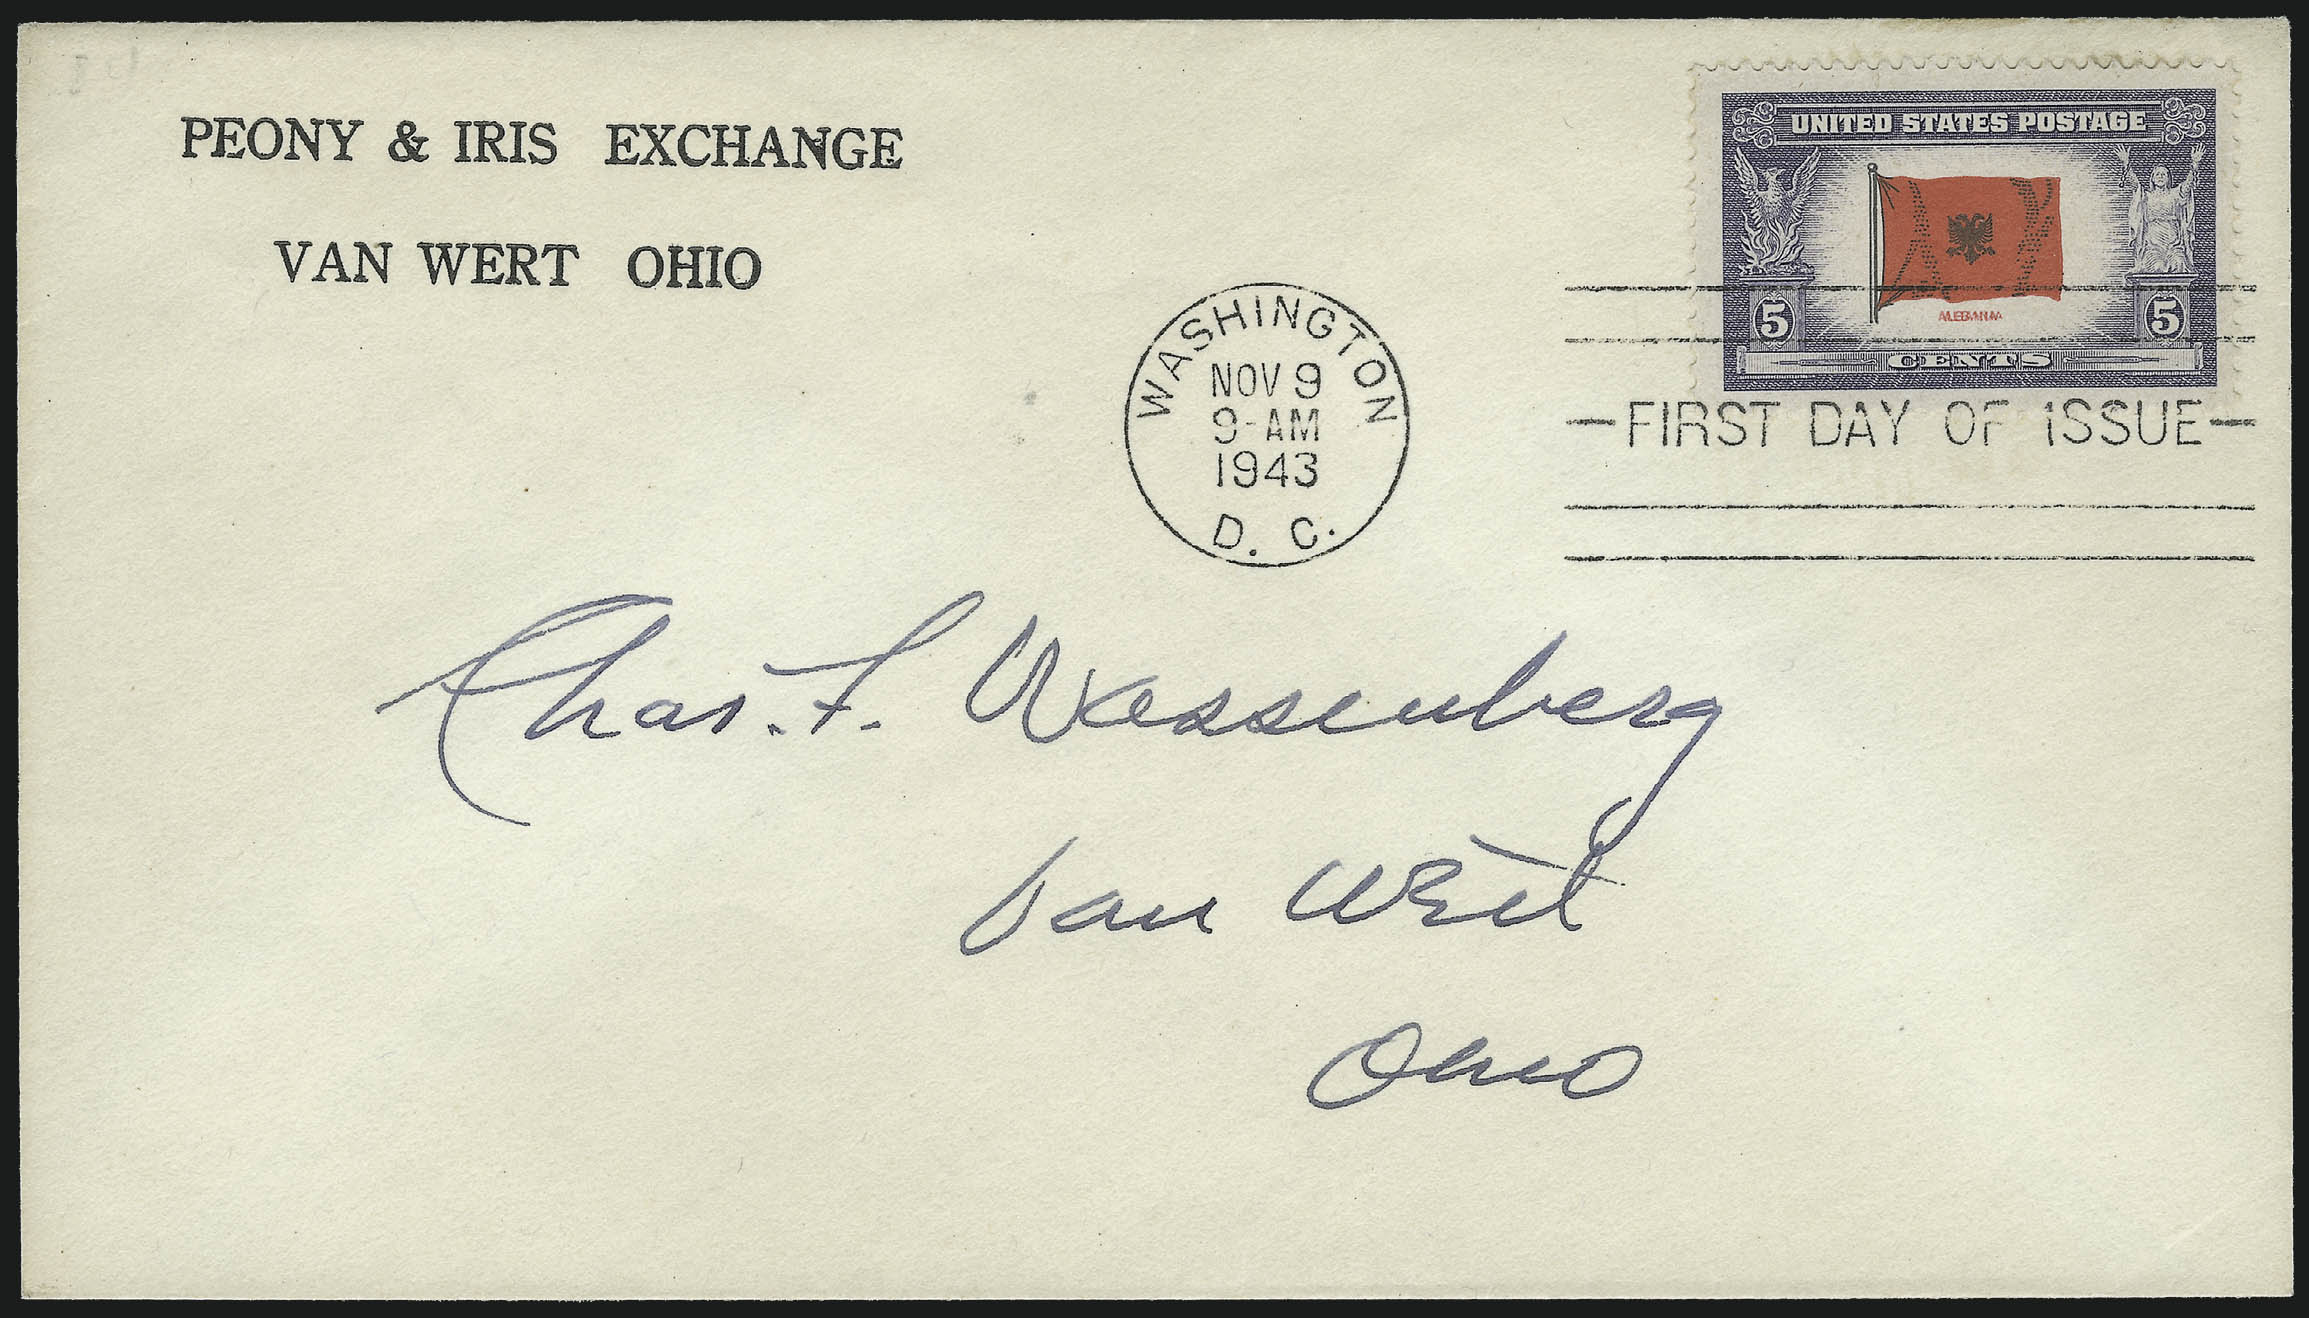 PEONY & IRIS EXCHANGE
VAN WERT OHIO
UNITED STATES POSTAGE
5 5
CENTS
WASHINGTON
NOV 9
9-AM
1943
D. C.
FIRST DAY OF ISSUE
Chas. F. Wassenberg
Van Wert
Ohio